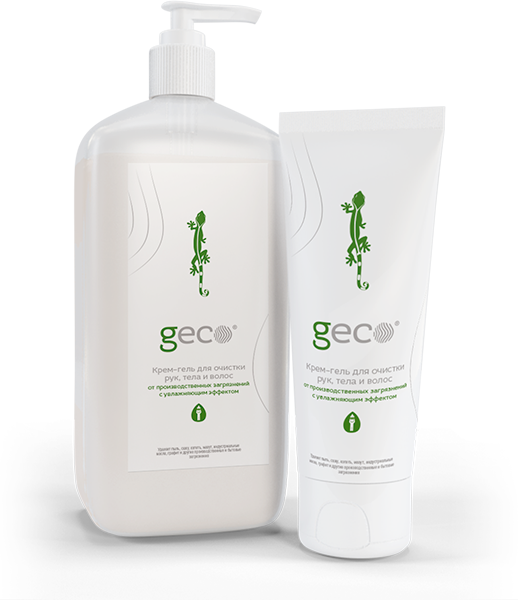 geco®
Крем-гель для очистки
рук, тела и волос
от производственных загрязнений
с увлажняющим эффектом
geco®
Крем-гель для очистки
рук, тела и волос
от производственных загрязнений
с увлажняющим эффектом